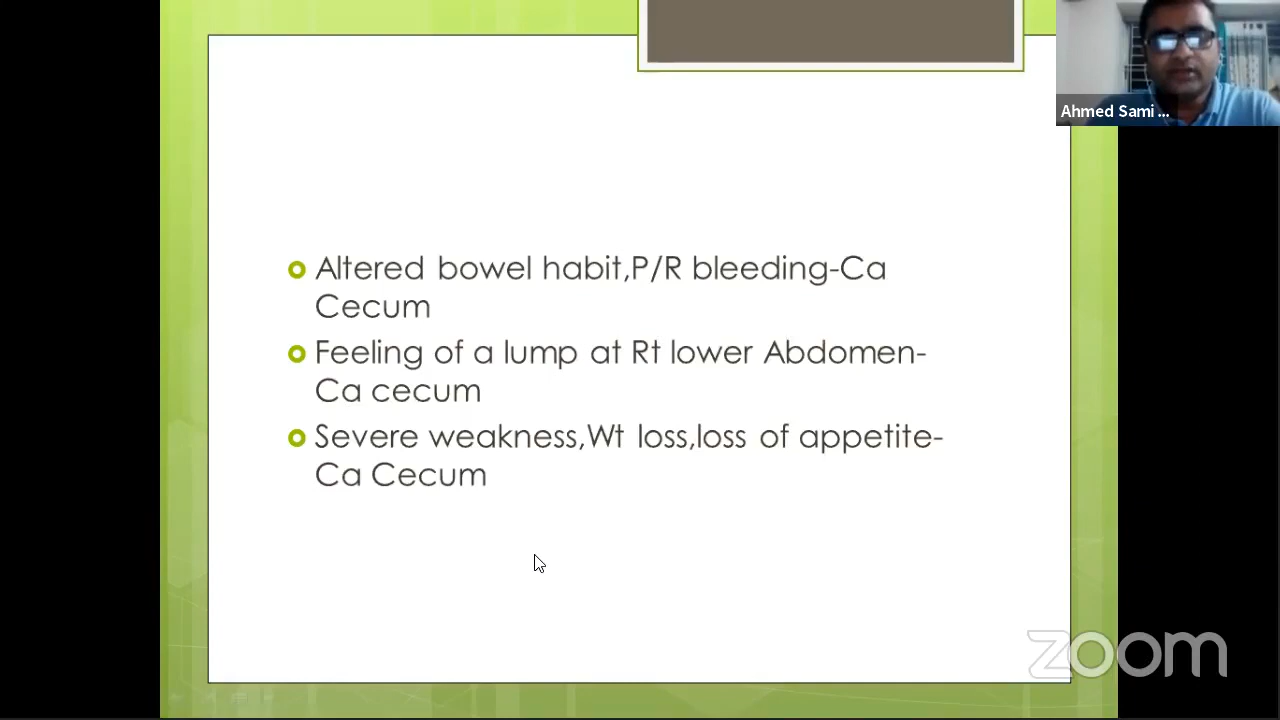 Ahmed Sami ...
Altered bowel habit,P/R bleeding-Ca
Cecum
Feeling of a lump at Rt lower Abdomen-
Ca cecum
Severe weakness,Wt loss,loss of appetite-
Ca Cecum
zoom